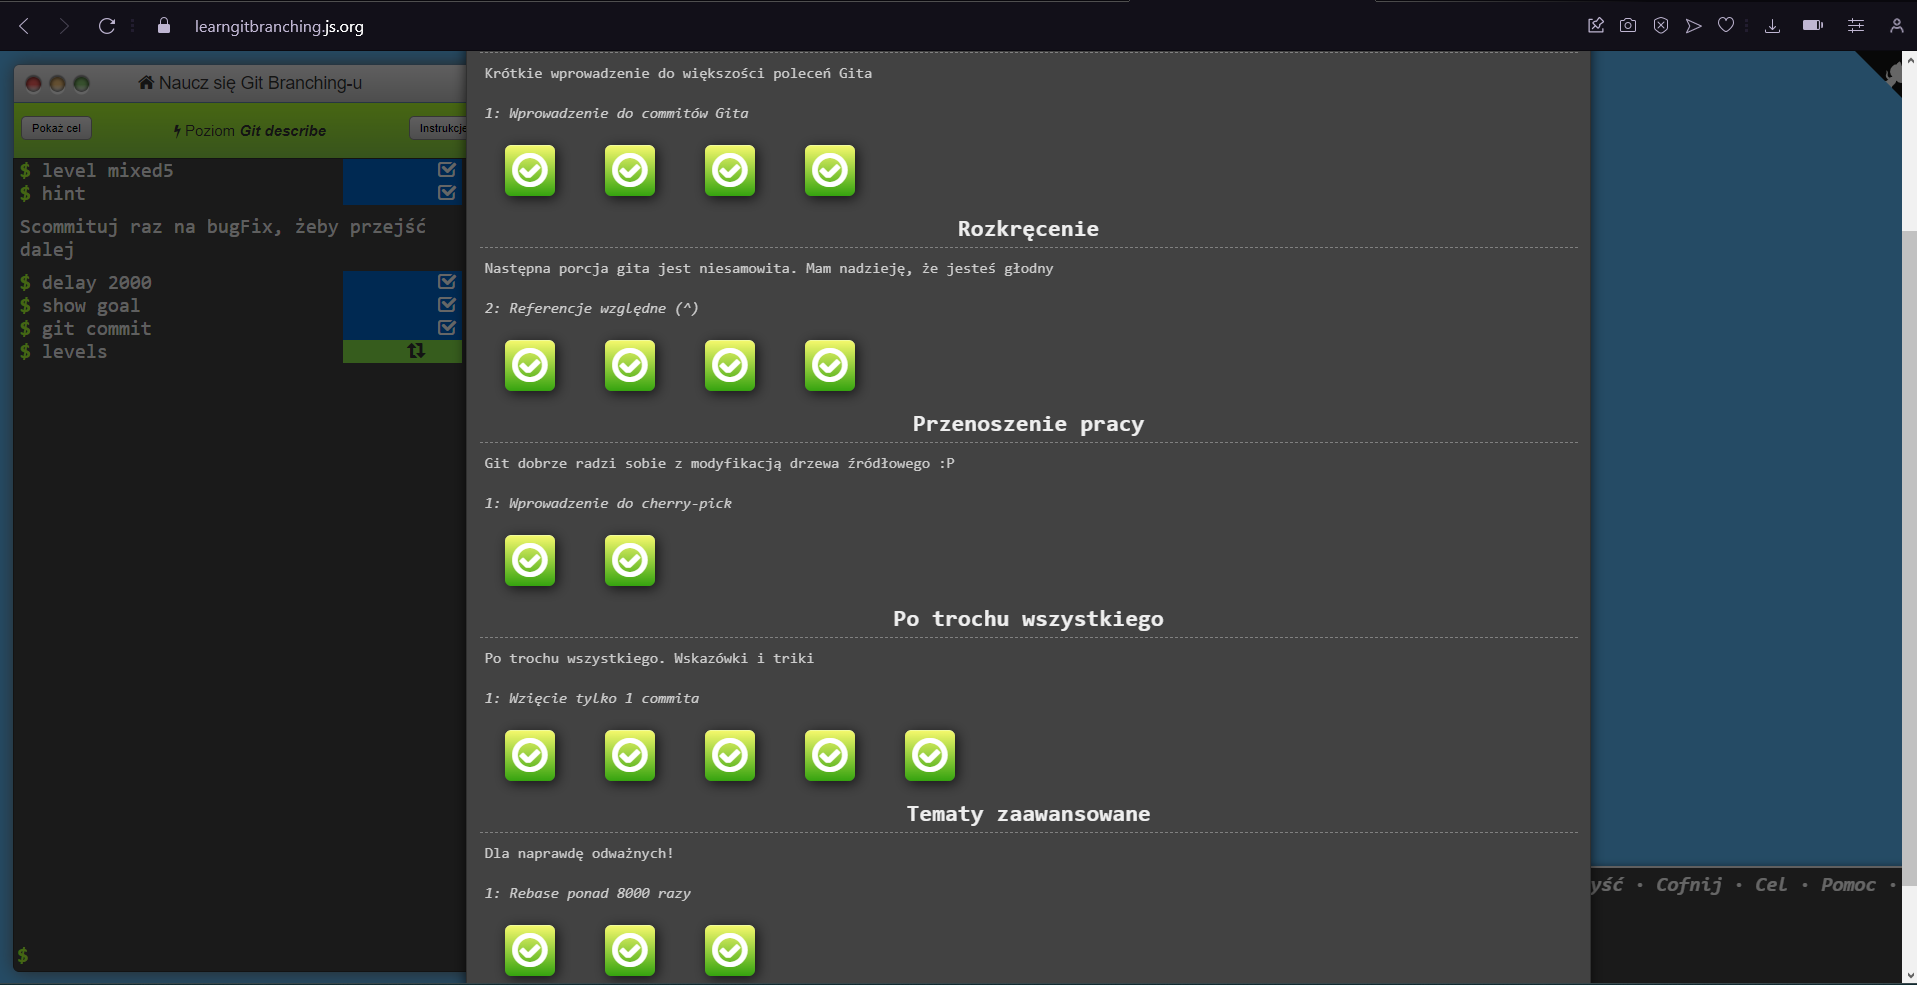 learngitbranching.js.org
Naucz się Git Branching-u
Pokaż cel
Poziom Git describe
Instrukcje
$ level mixed5
$ hint
Scommituj raz na bugFix, żeby przejść
dalej
$ delay 2000
$ show goal
$ git commit
$ levels
$
Krótkie wprowadzenie do większości poleceń Gita
1: Wprowadzenie do commitów Gita
Rozkręcenie
Następna porcja gita jest niesamowita. Mam nadzieję, że jesteś głodny
2: Referencje względne (^)
Przenoszenie pracy
Git dobrze radzi sobie z modyfikacją drzewa źródłowego :P
1: Wprowadzenie do cherry-pick
Po trochu wszystkiego
Po trochu wszystkiego. Wskazówki i triki
1: Wzięcie tylko 1 commita
Tematy zaawansowane
Dla naprawdę odważnych!
1: Rebase ponad 8000 razy
yść • Cofnij • Cel • Pomoc •